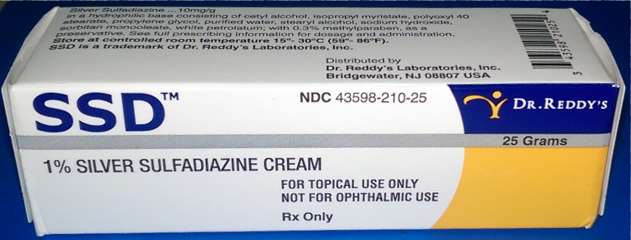 Silver Sulfadiazine ...10mg/g
in a hydrophilic base consisting of cetyl alcohol, isopropyl myristate, polyoxyl 40
stearate, propylene glycol, purified water, stearyl alcohol, sodium hydroxide,
sorbitan monooleate, white petrolatum; with 0.3% methylparaben, as a
preservative. See full prescribing information for dosage and administration.
Store at controlled room temperature 15°- 30°C (59°- 86°F).
SSD is a trademark of Dr. Reddy's Laboratories, Inc.
Distributed by
Dr. Reddy's Laboratories, Inc.
Bridgewater, NJ 08807 USA
SSD™
NDC 43598-210-25
DR.REDDY'S
25 Grams
1% SILVER SULFADIAZINE CREAM
FOR TOPICAL USE ONLY
NOT FOR OPHTHALMIC USE
Rx Only